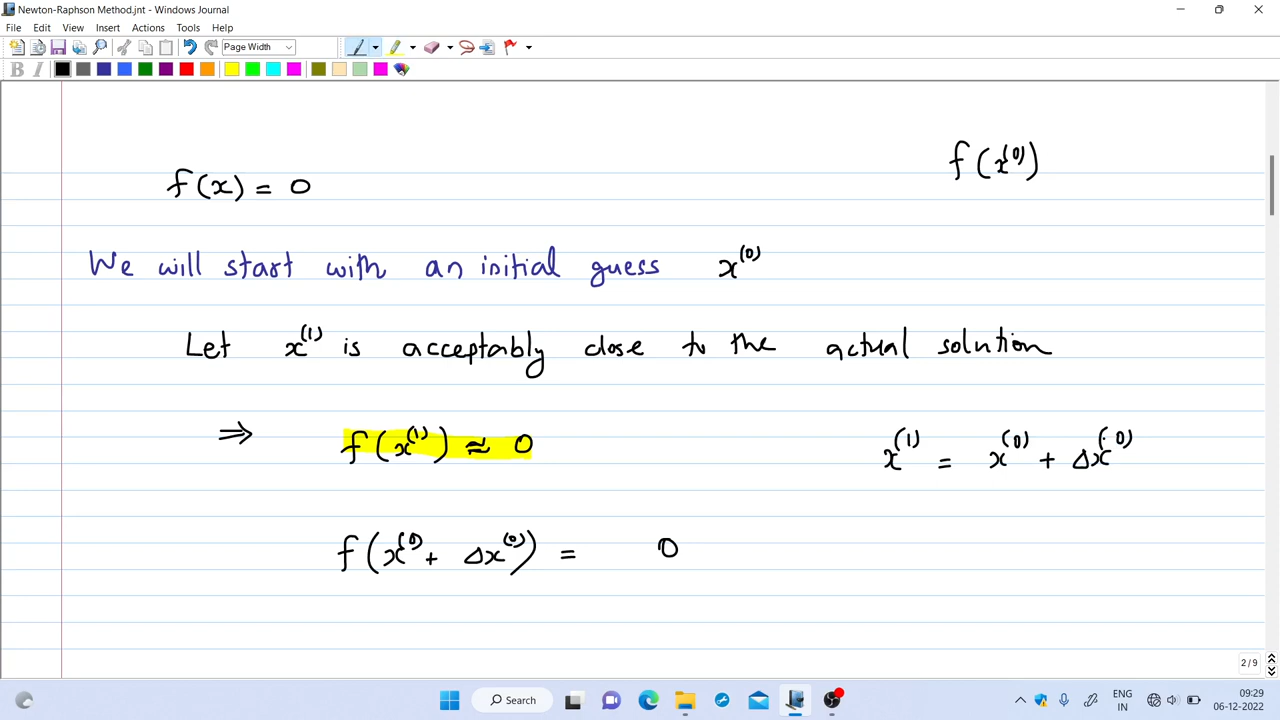 Newton-Raphson Method.jnt - Windows Journal
File Edit View Insert Actions Tools Help
Page Width
B I
f(x⁽⁰⁾)
f(x) = 0
We will start with an initial guess x⁽⁰⁾
Let x⁽¹⁾ is acceptably close to the actual solution
⇒ f(x⁽¹⁾) ≈ 0
x⁽¹⁾ = x⁽⁰⁾ + Δx⁽⁰⁾
f(x⁽⁰⁾ + Δx⁽⁰⁾) = 0
2/9
Search
ENG
IN
09:29
06-12-2022